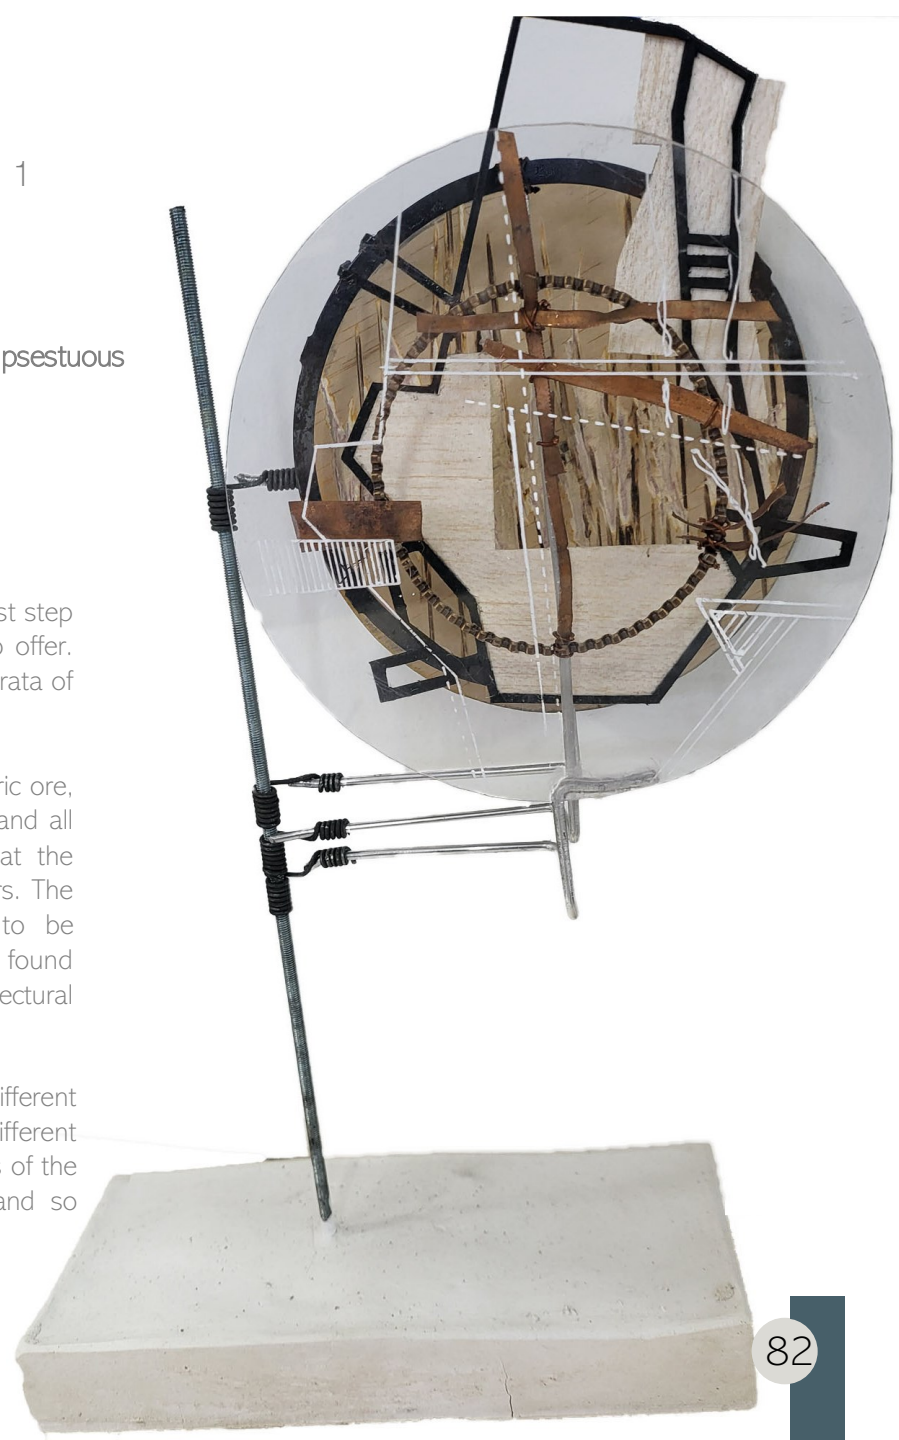 1
psestuous
st step
o offer.
rata of
ric ore,
and all
at the
rs. The
to be
found
ectural
ifferent
ifferent
s of the
and so
82